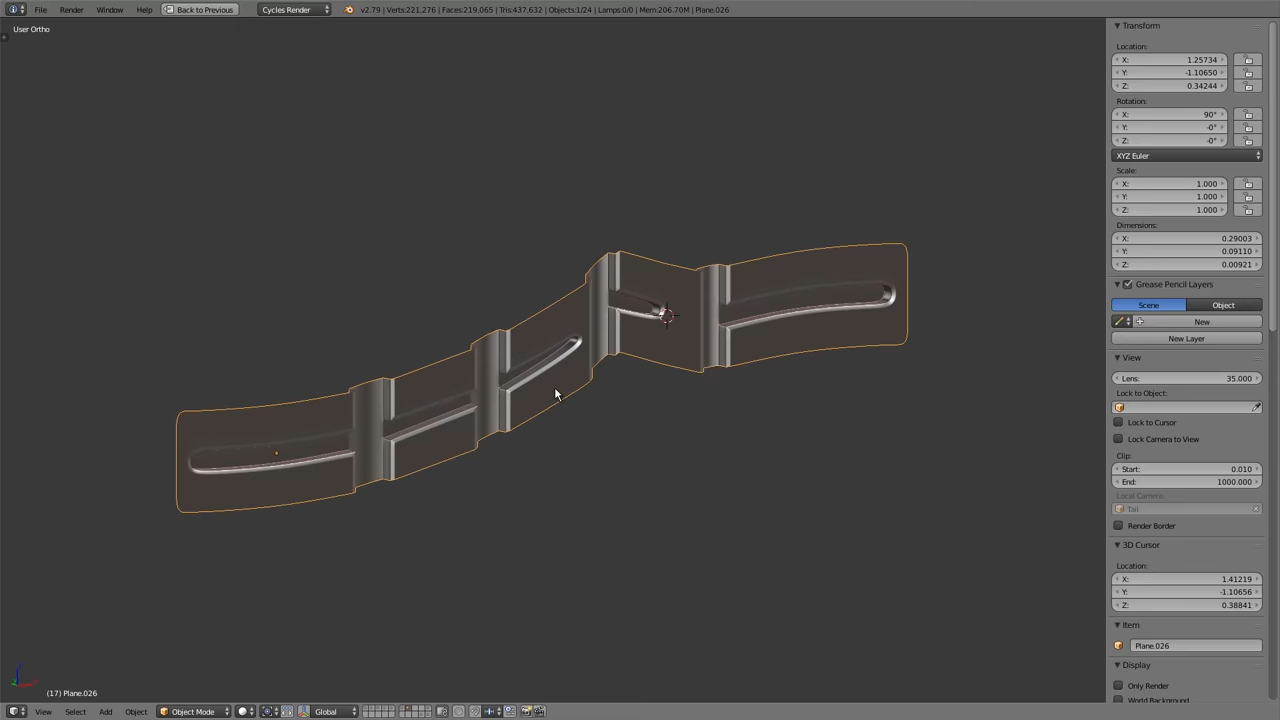 File Render Window Help Back to Previous Cycles Render v2.79 | Verts:221,276 | Faces:219,065 | Tris:437,632 | Objects:1/24 | Lamps:0/0 | Mem:206.70M | Plane.026
User Ortho
Transform
Location:
X: 1.25734
Y: -1.10650
Z: 0.34244
Rotation:
X: 90°
Y: -0°
Z: -0°
XYZ Euler
Scale:
X: 1.000
Y: 1.000
Z: 1.000
Dimensions:
X: 0.29003
Y: 0.09110
Z: 0.00921
Grease Pencil Layers
Scene Object
New
New Layer
View
Lens: 35.000
Lock to Object:
Lock to Cursor
Lock Camera to View
Clip:
Start: 0.010
End: 1000.000
Local Camera:
Tail
Render Border
3D Cursor
Location:
X: 1.41219
Y: -1.10656
Z: 0.38841
Item
Plane.026
Display
Only Render
World Background
(17) Plane.026
View Select Add Object Object Mode Global